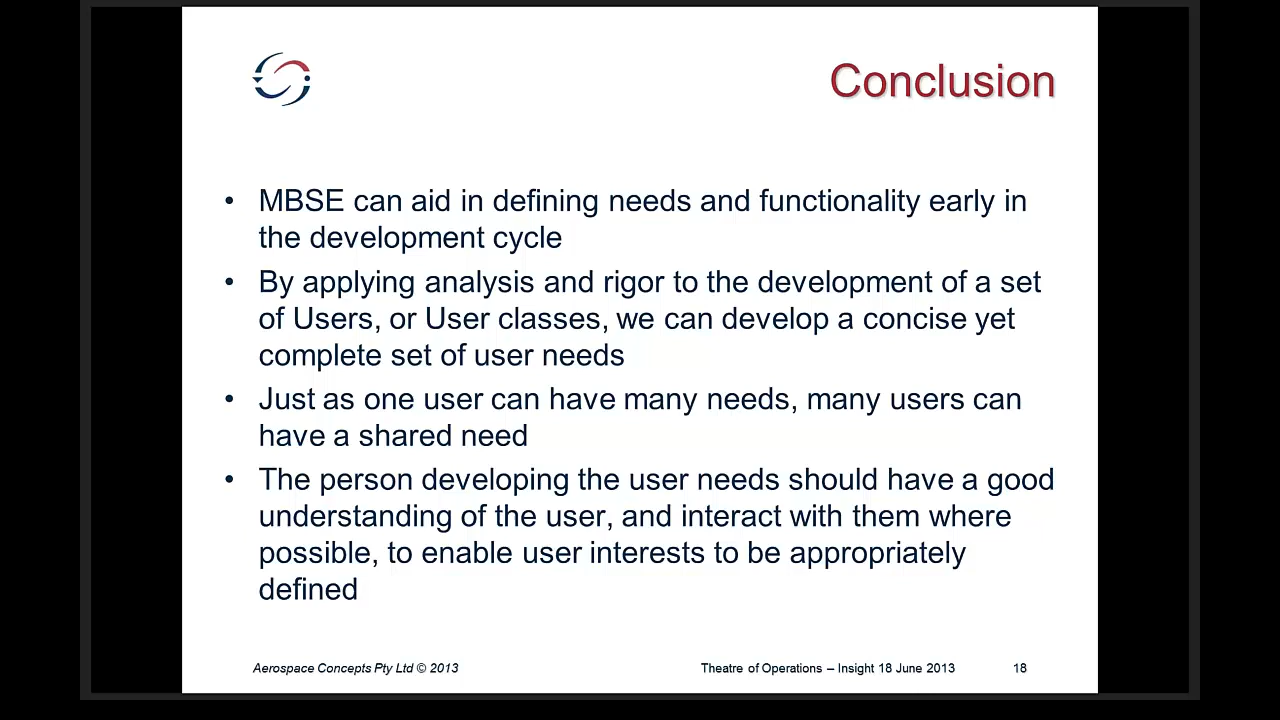 Conclusion
• MBSE can aid in defining needs and functionality early in
the development cycle
• By applying analysis and rigor to the development of a set
of Users, or User classes, we can develop a concise yet
complete set of user needs
• Just as one user can have many needs, many users can
have a shared need
• The person developing the user needs should have a good
understanding of the user, and interact with them where
possible, to enable user interests to be appropriately
defined
Aerospace Concepts Pty Ltd © 2013
Theatre of Operations – Insight 18 June 2013
18